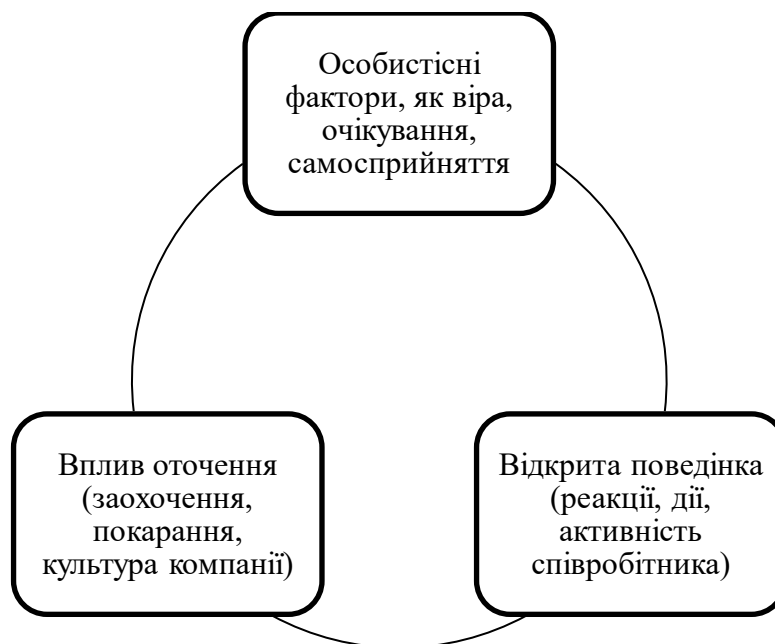 Особистісні
фактори, як віра,
очікування,
самосприйняття
Вплив оточення
(заохочення,
покарання,
культура компанії)
Відкрита поведінка
(реакції, дії,
активність
співробітника)